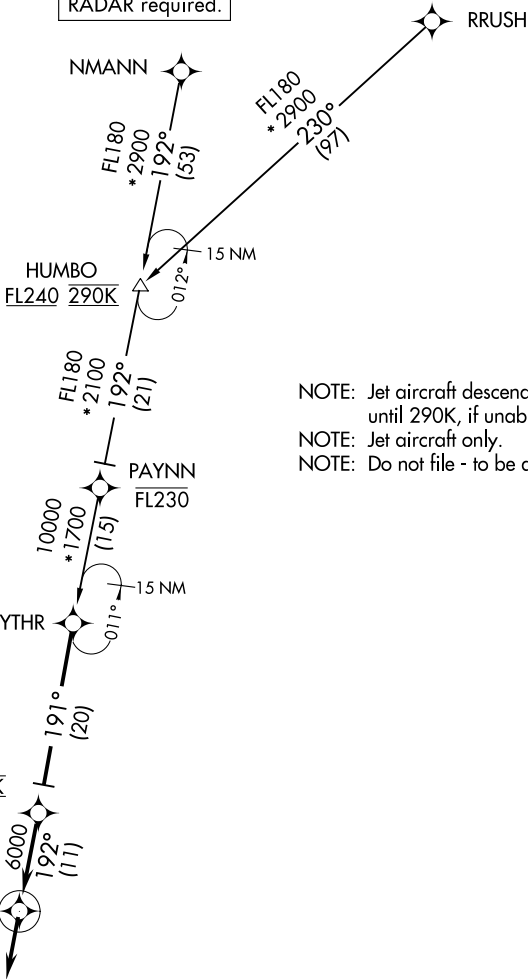 RADAR required.
RRUSH
NMANN
FL180
*2900
230°
(97)
FL180
*2900
192°
(53)
15 NM
012°
HUMBO
FL240 290K
FL180
*2100
192°
(21)
NOTE: Jet aircraft descend
until 290K, if unab
NOTE: Jet aircraft only.
NOTE: Do not file - to be a
PAYNN
FL230
10000
*1700
(15)
15 NM
011°
YTHR
191°
(20)
K
6000
192°
(11)